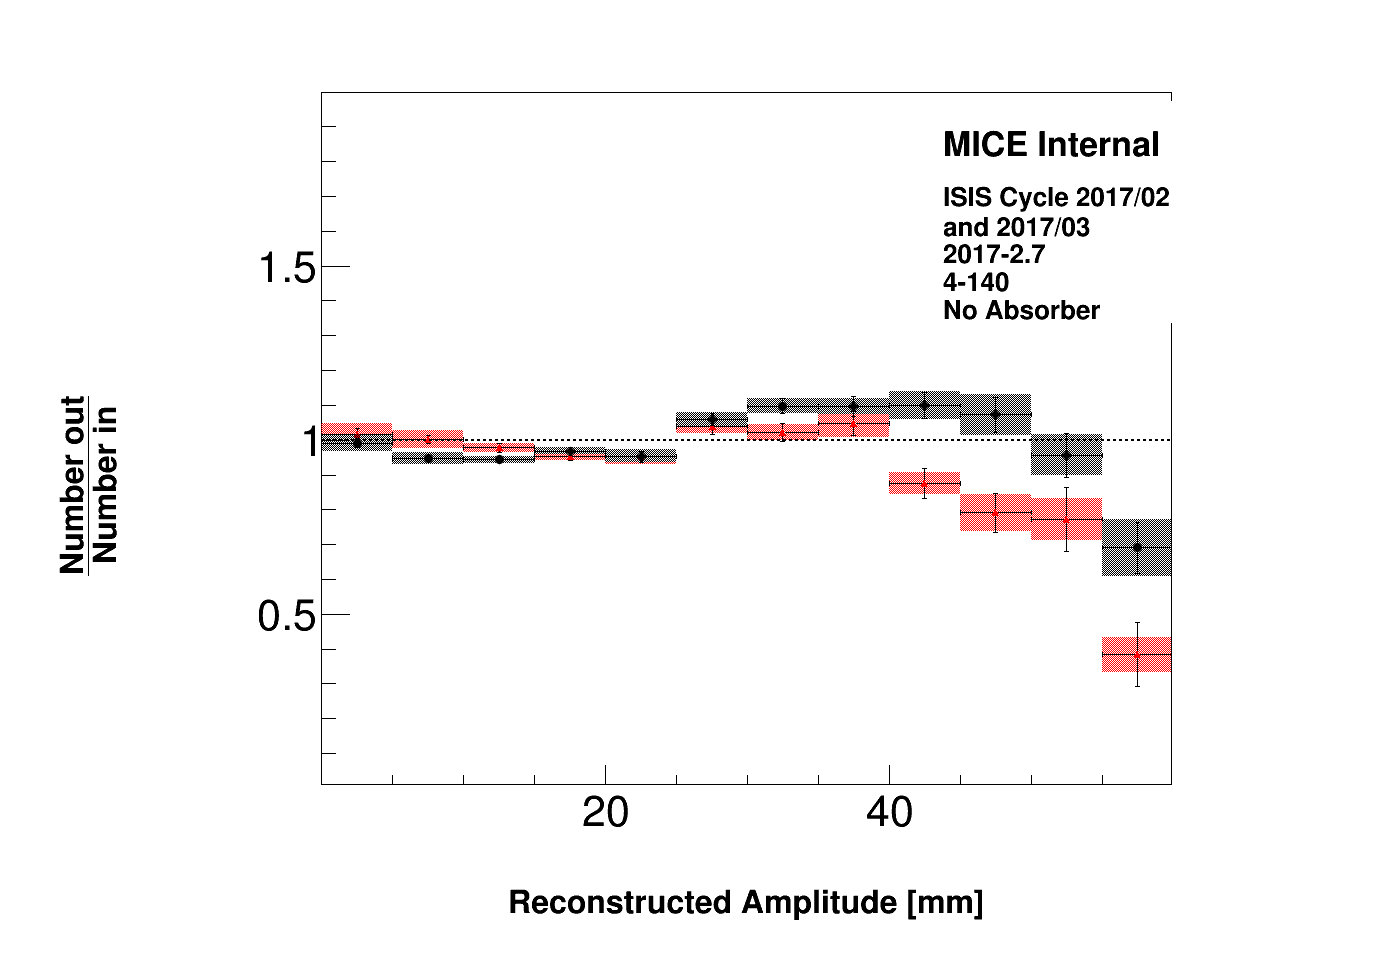 MICE Internal
ISIS Cycle 2017/02
and 2017/03
2017-2.7
4-140
No Absorber
1.5
1
0.5
Number out
Number in
20
40
Reconstructed Amplitude [mm]